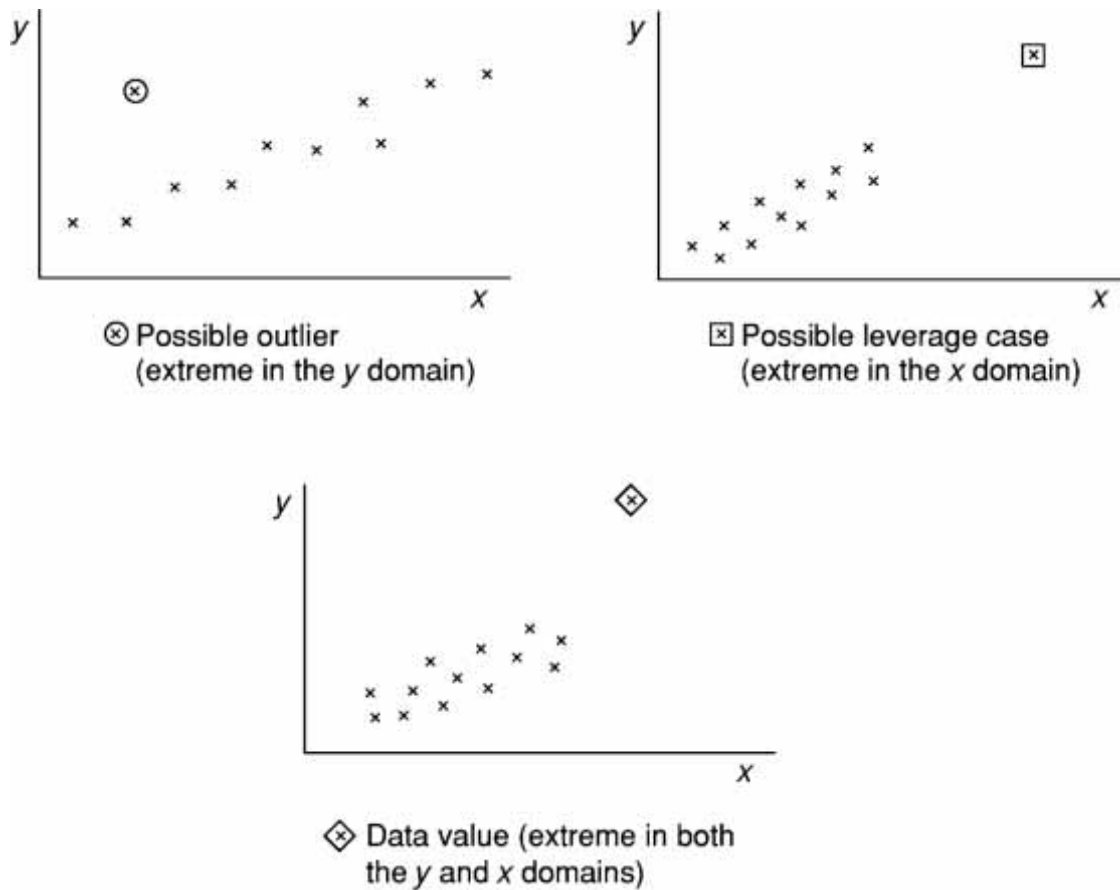 y
x
Possible outlier
(extreme in the y domain)
y
x
Possible leverage case
(extreme in the x domain)
y
x
Data value (extreme in both
the y and x domains)